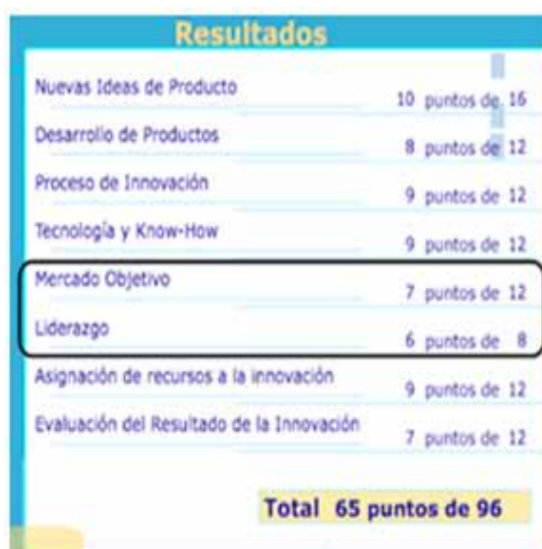 Resultados
Nuevas Ideas de Producto 10 puntos de 16
Desarrollo de Productos 8 puntos de 12
Proceso de Innovación 9 puntos de 12
Tecnología y Know-How 9 puntos de 12
Mercado Objetivo 7 puntos de 12
Liderazgo 6 puntos de 8
Asignación de recursos a la innovación 9 puntos de 12
Evaluación del Resultado de la Innovación 7 puntos de 12
Total 65 puntos de 96